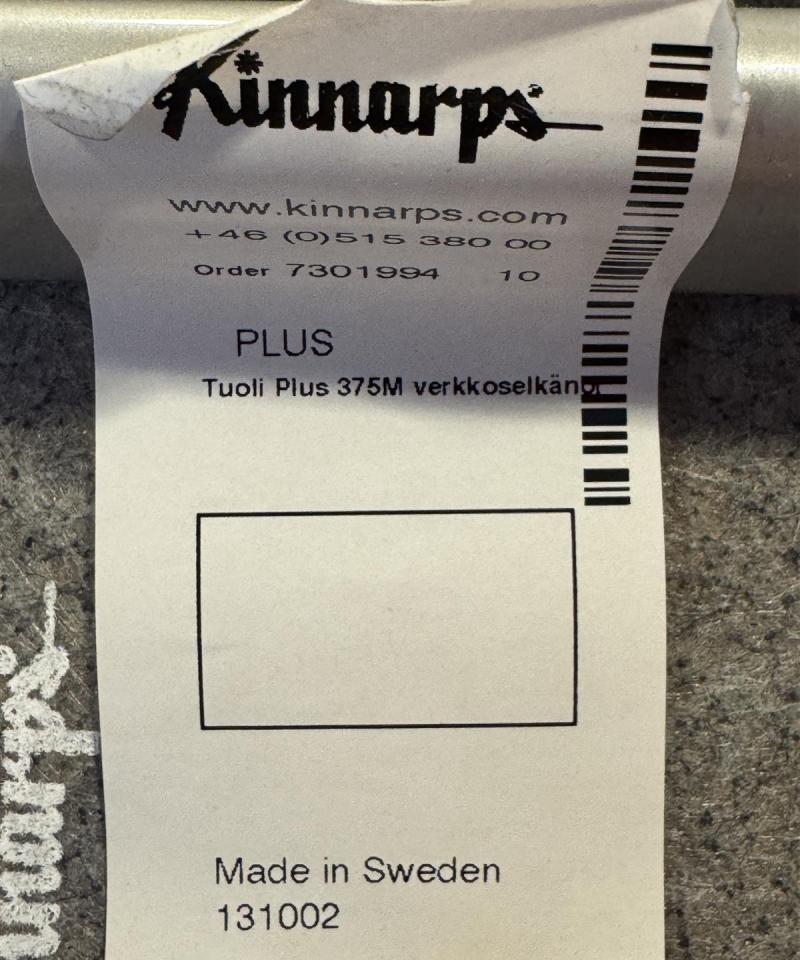 Kinnarps
www.kinnarps.com
+46 (0)515 380 00
Order 7301994 10
PLUS
Tuoli Plus 375M
Made in Sweden
131002